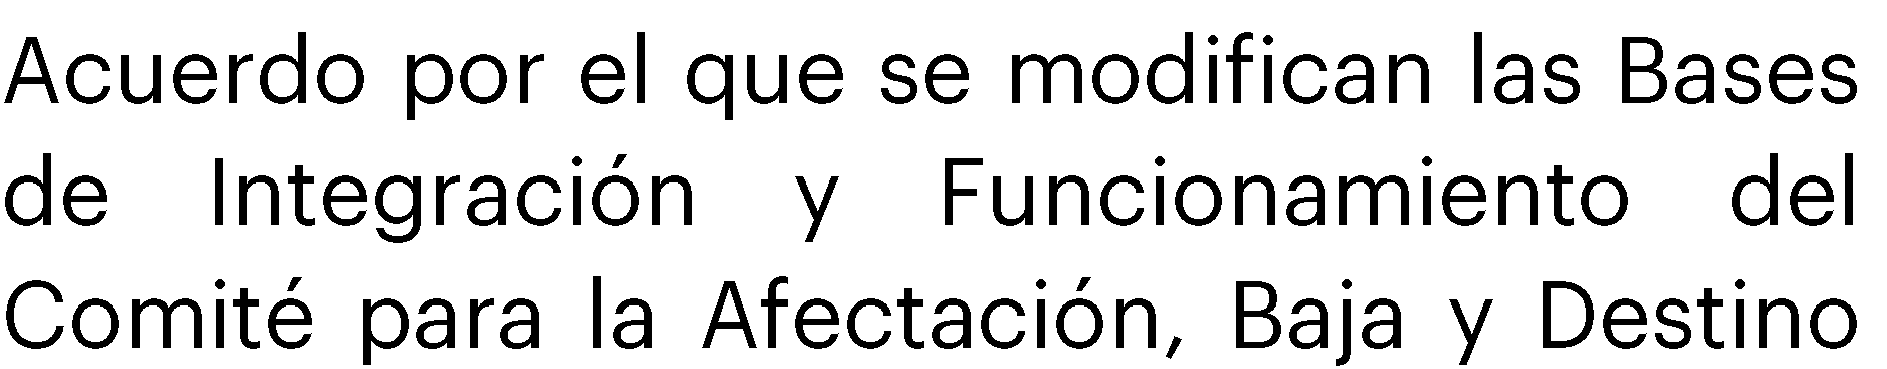 Acuerdo por el que se modifican las Bases
de Integración y Funcionamiento del
Comité para la Afectación, Baja y Destino